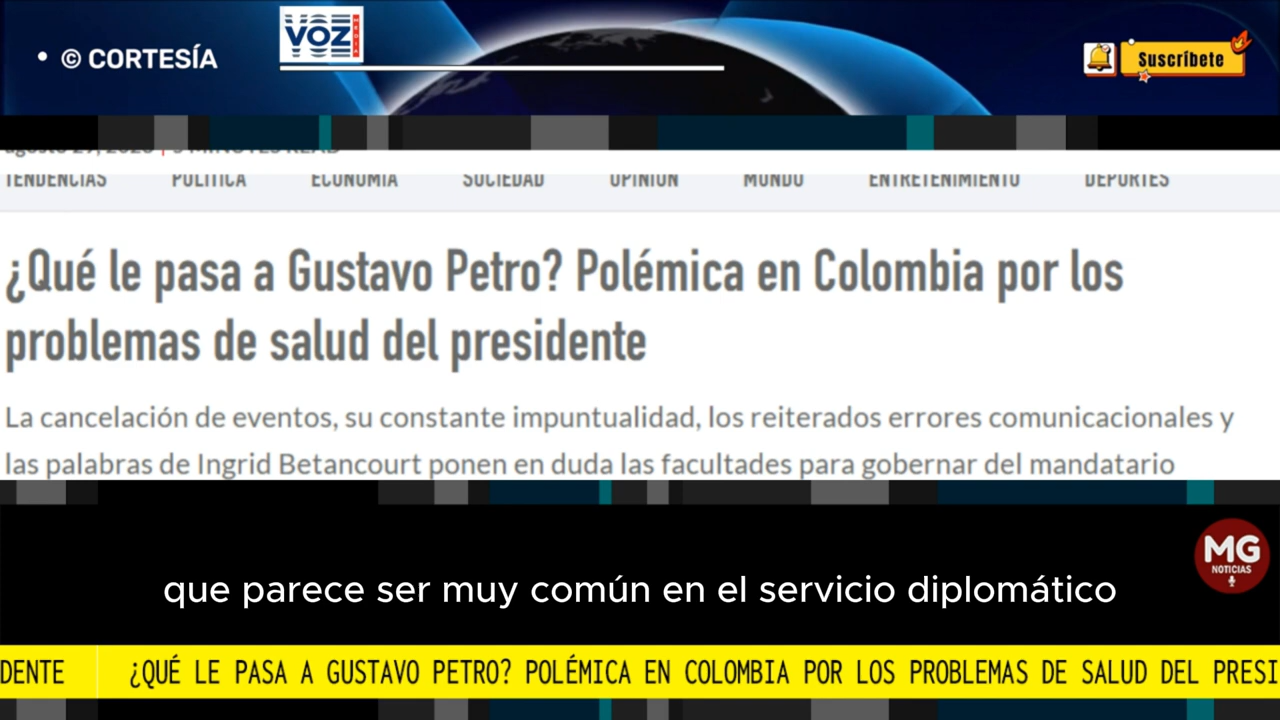 • © CORTESÍA
VOZ
MEDIA
Suscríbete
TENDENCIAS POLÍTICA ECONOMÍA SOCIEDAD OPINIÓN MUNDO ENTRETENIMIENTO DEPORTES
¿Qué le pasa a Gustavo Petro? Polémica en Colombia por los
problemas de salud del presidente
La cancelación de eventos, su constante impuntualidad, los reiterados errores comunicacionales y
las palabras de Ingrid Betancourt ponen en duda las facultades para gobernar del mandatario
MG
NOTICIAS
que parece ser muy común en el servicio diplomático
DENTE ¿QUÉ LE PASA A GUSTAVO PETRO? POLÉMICA EN COLOMBIA POR LOS PROBLEMAS DE SALUD DEL PRESI